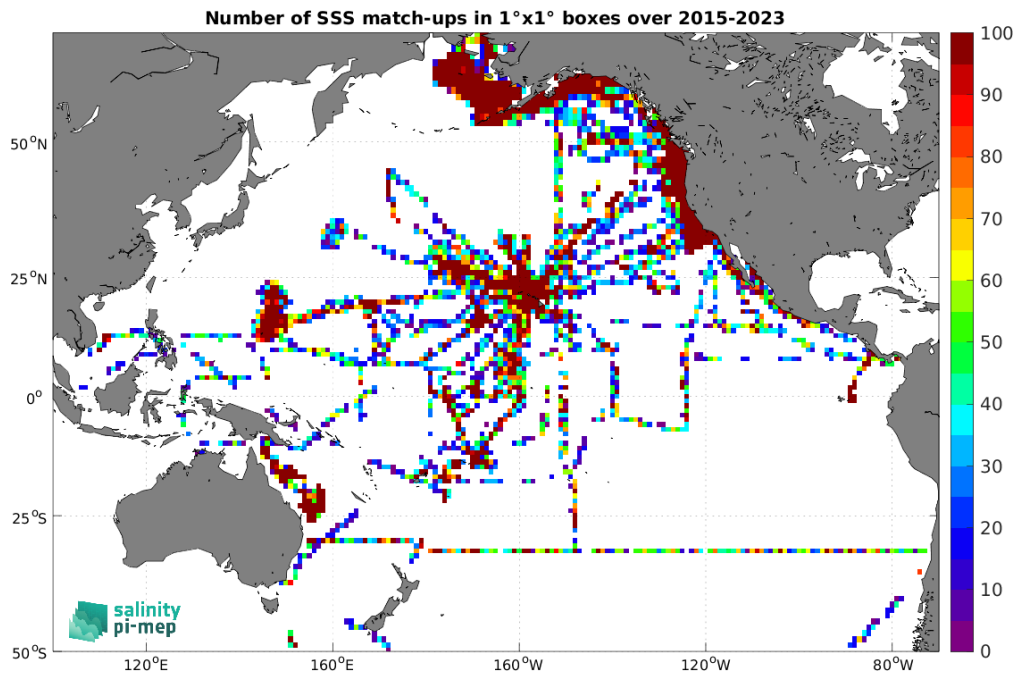 Number of SSS match-ups in 1°x1° boxes over 2015-2023
100
90
80
70
60
50
40
30
20
10
0
50°N
25°N
0°
25°S
50°S
120°E
160°E
160°W
120°W
80°W
salinity
pi-mep